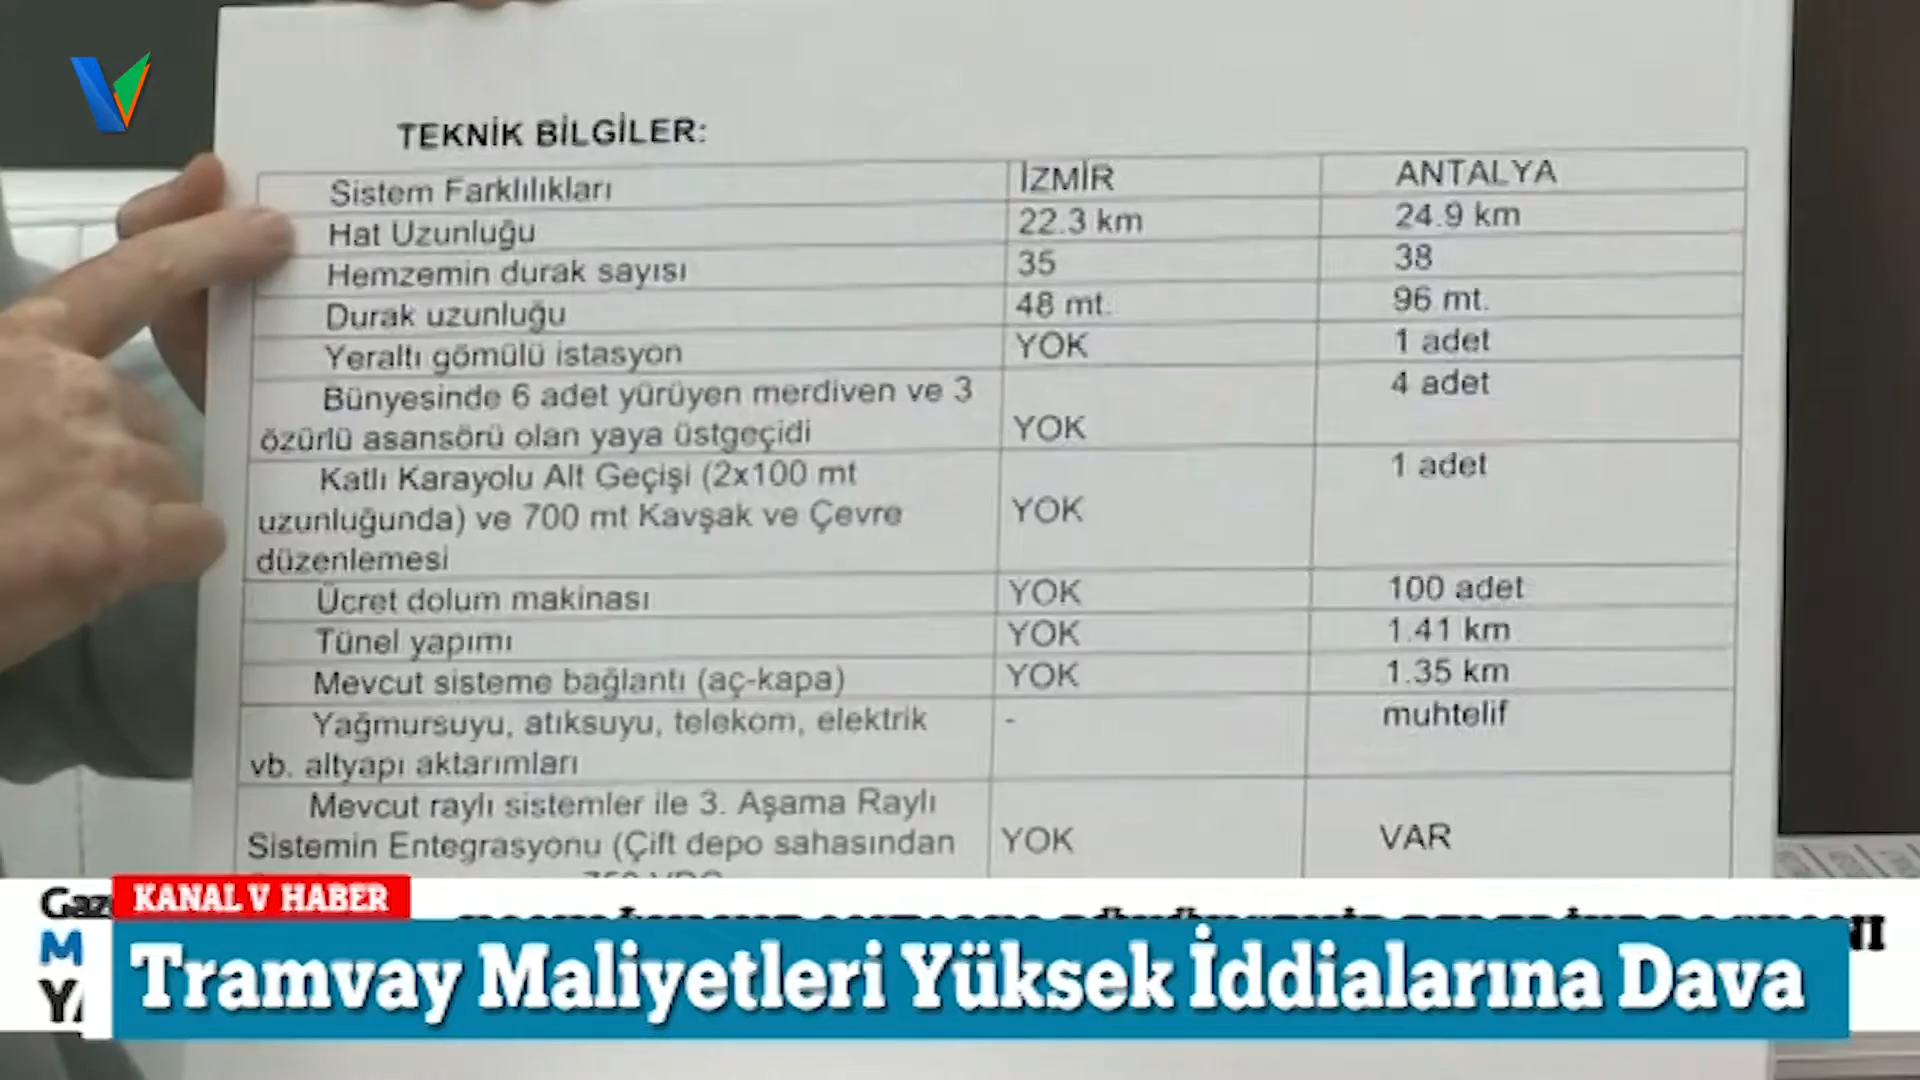 TEKNİK BİLGİLER:
Sistem Farklılıkları İZMİR ANTALYA
Hat Uzunluğu 22.3 km 24.9 km
Hemzemin durak sayısı 35 38
Durak uzunluğu 48 mt. 96 mt.
Yeraltı gömülü istasyon YOK 1 adet
Bünyesinde 6 adet yürüyen merdiven ve 3 4 adet
özürlü asansörü olan yaya üstgeçidi YOK
Katlı Karayolu Alt Geçişi (2x100 mt 1 adet
uzunluğunda) ve 700 mt Kavşak ve Çevre YOK
düzenlemesi
Ücret dolum makinası YOK 100 adet
Tünel yapımı YOK 1.41 km
Mevcut sisteme bağlantı (aç-kapa) YOK 1.35 km
Yağmursuyu, atıksuyu, telekom, elektrik - muhtelif
vb. altyapı aktarımları
Mevcut raylı sistemler ile 3. Aşama Raylı
Sistemin Entegrasyonu (Çift depo sahasından YOK VAR
KANAL V HABER
Tramvay Maliyetleri Yüksek İddialarına Dava